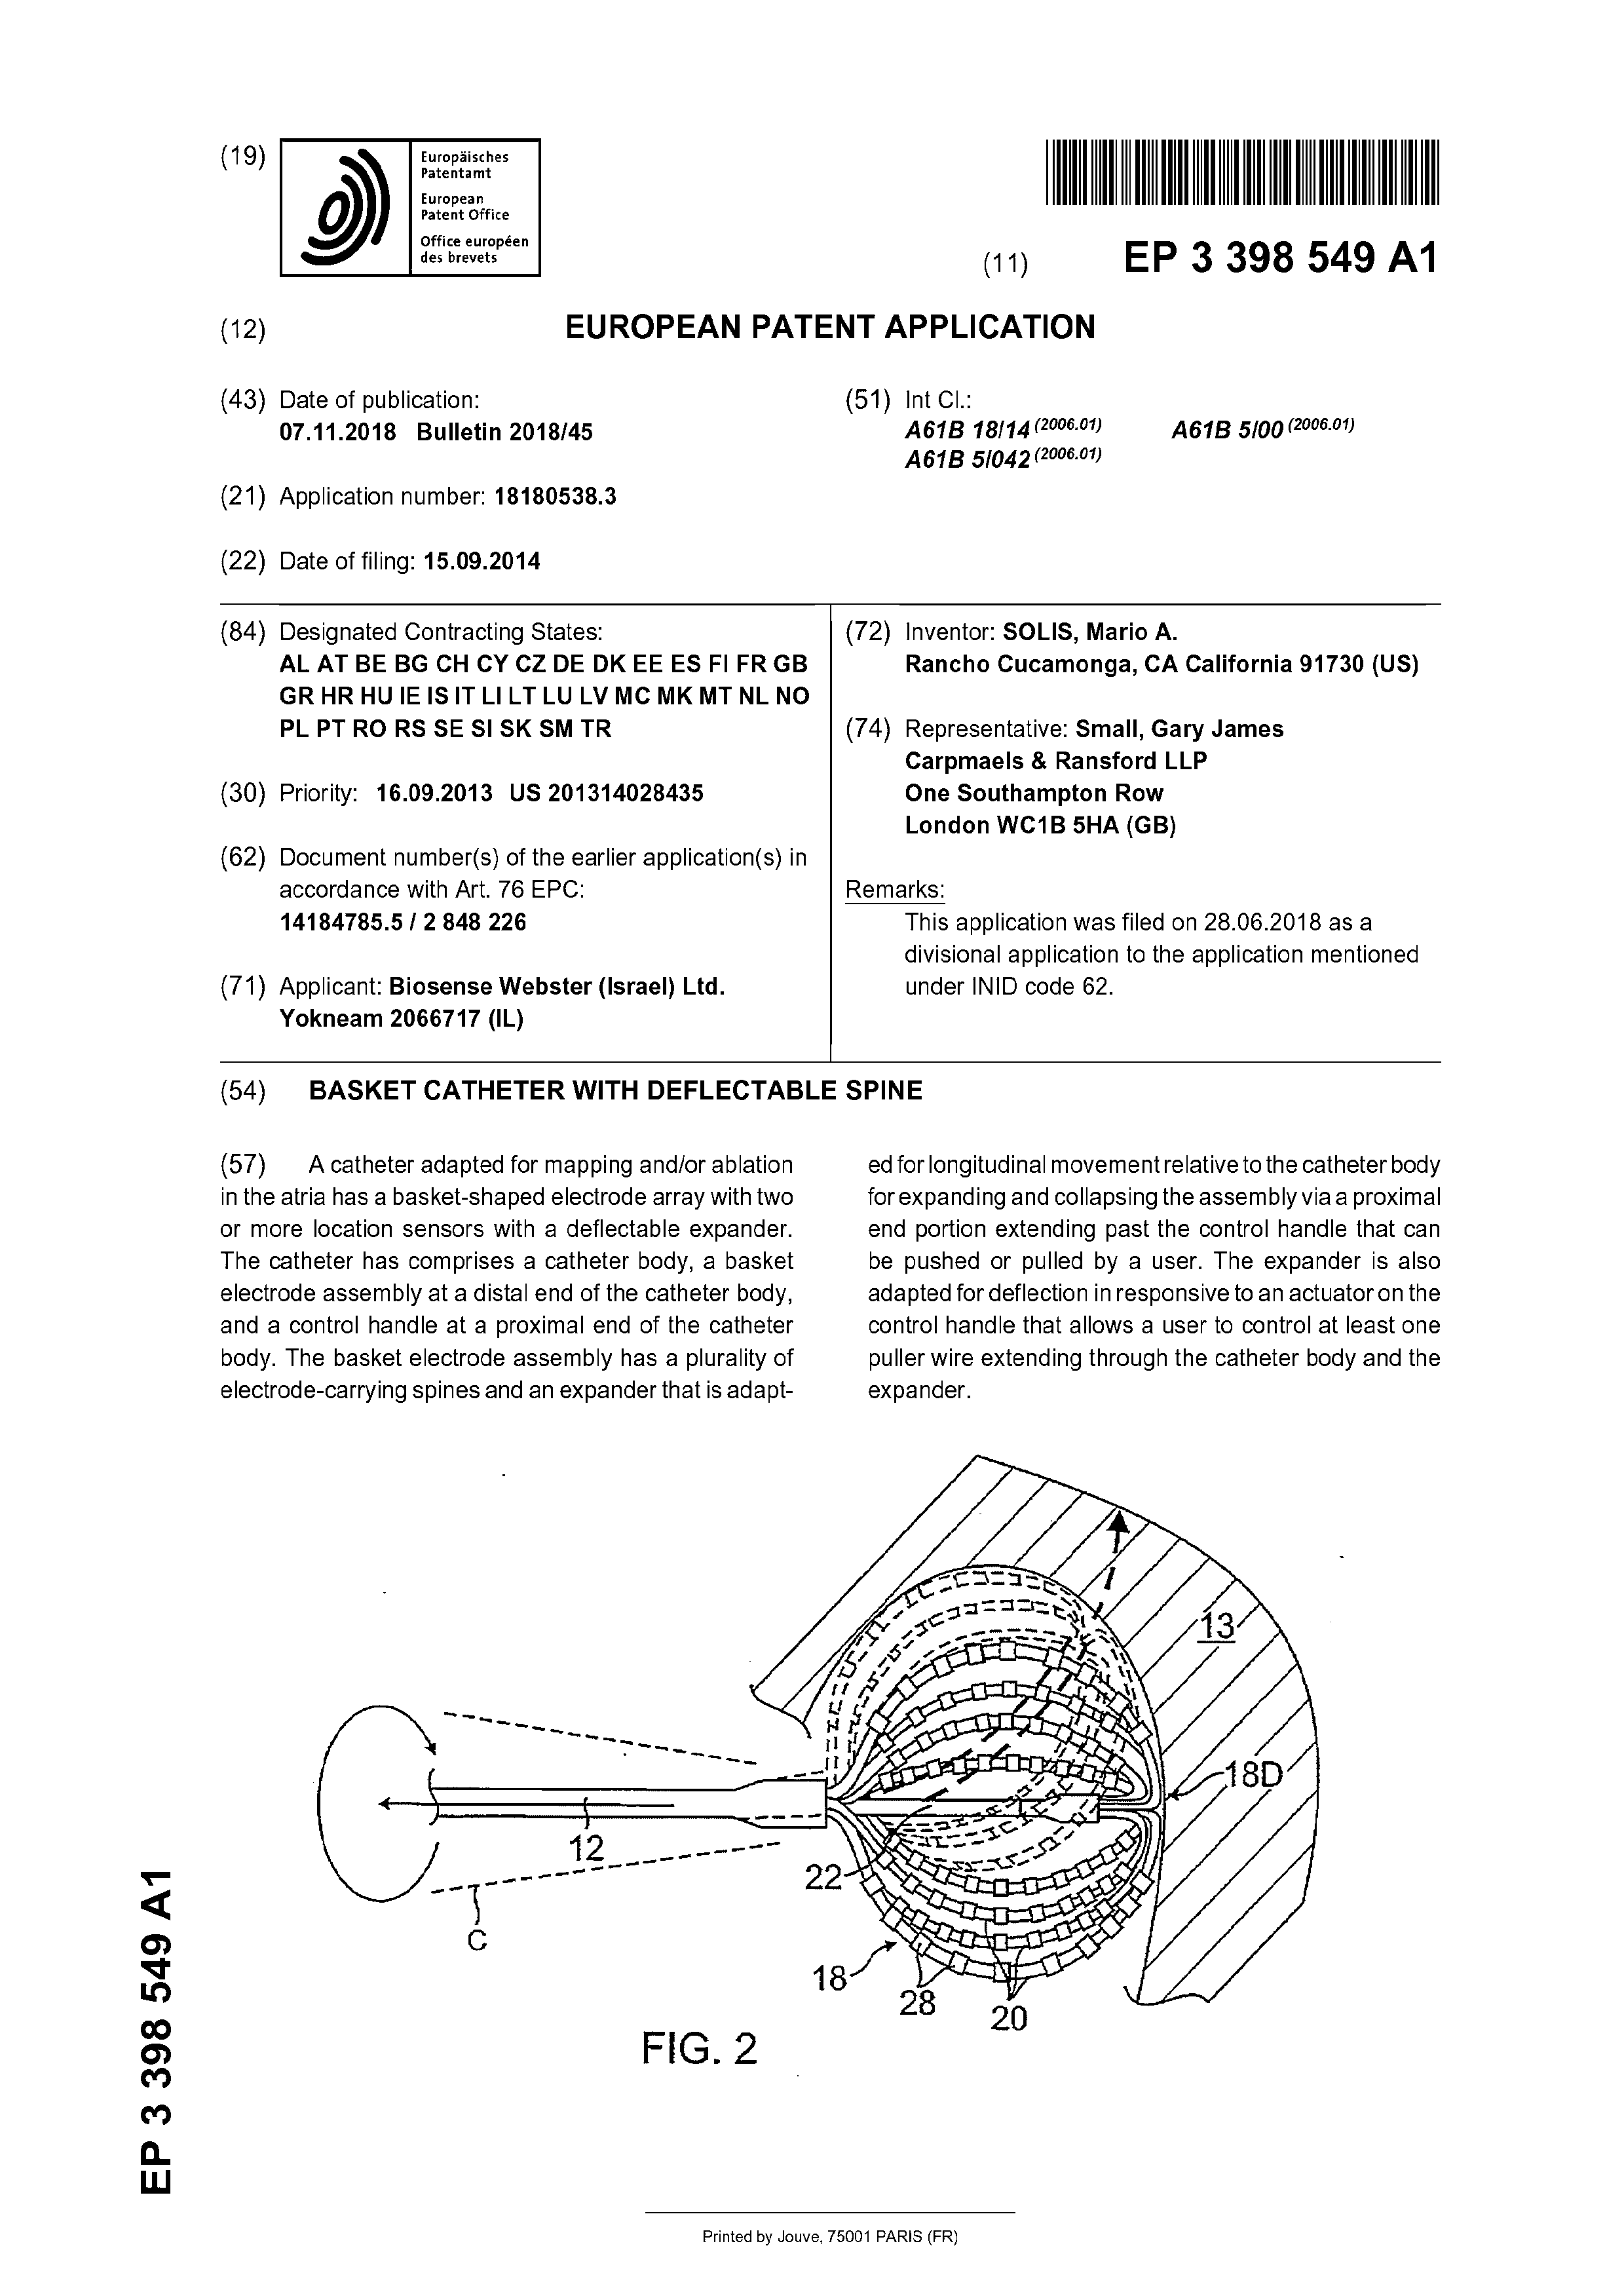 (19)
Europäisches
Patentamt
European
Patent Office
Office européen
des brevets
(11) EP 3 398 549 A1
(12) EUROPEAN PATENT APPLICATION
(43) Date of publication:
07.11.2018 Bulletin 2018/45
(21) Application number: 18180538.3
(22) Date of filing: 15.09.2014
(51) Int Cl.:
A61B 18/14 (2006.01) A61B 5/00 (2006.01)
A61B 5/042 (2006.01)
(84) Designated Contracting States:
AL AT BE BG CH CY CZ DE DK EE ES FI FR GB
GR HR HU IE IS IT LI LT LU LV MC MK MT NL NO
PL PT RO RS SE SI SK SM TR
(30) Priority: 16.09.2013 US 201314028435
(62) Document number(s) of the earlier application(s) in
accordance with Art. 76 EPC:
14184785.5 / 2 848 226
(71) Applicant: Biosense Webster (Israel) Ltd.
Yokneam 2066717 (IL)
(72) Inventor: SOLIS, Mario A.
Rancho Cucamonga, CA California 91730 (US)
(74) Representative: Small, Gary James
Carpmaels & Ransford LLP
One Southampton Row
London WC1B 5HA (GB)
Remarks:
This application was filed on 28.06.2018 as a
divisional application to the application mentioned
under INID code 62.
(54) BASKET CATHETER WITH DEFLECTABLE SPINE
(57) A catheter adapted for mapping and/or ablation
in the atria has a basket-shaped electrode array with two
or more location sensors with a deflectable expander.
The catheter has comprises a catheter body, a basket
electrode assembly at a distal end of the catheter body,
and a control handle at a proximal end of the catheter
body. The basket electrode assembly has a plurality of
electrode-carrying spines and an expander that is adapt-
ed for longitudinal movement relative to the catheter body
for expanding and collapsing the assembly via a proximal
end portion extending past the control handle that can
be pushed or pulled by a user. The expander is also
adapted for deflection in responsive to an actuator on the
control handle that allows a user to control at least one
puller wire extending through the catheter body and the
expander.
13
18D
12
22
C
18
28
20
FIG. 2
EP 3 398 549 A1
Printed by Jouve, 75001 PARIS (FR)